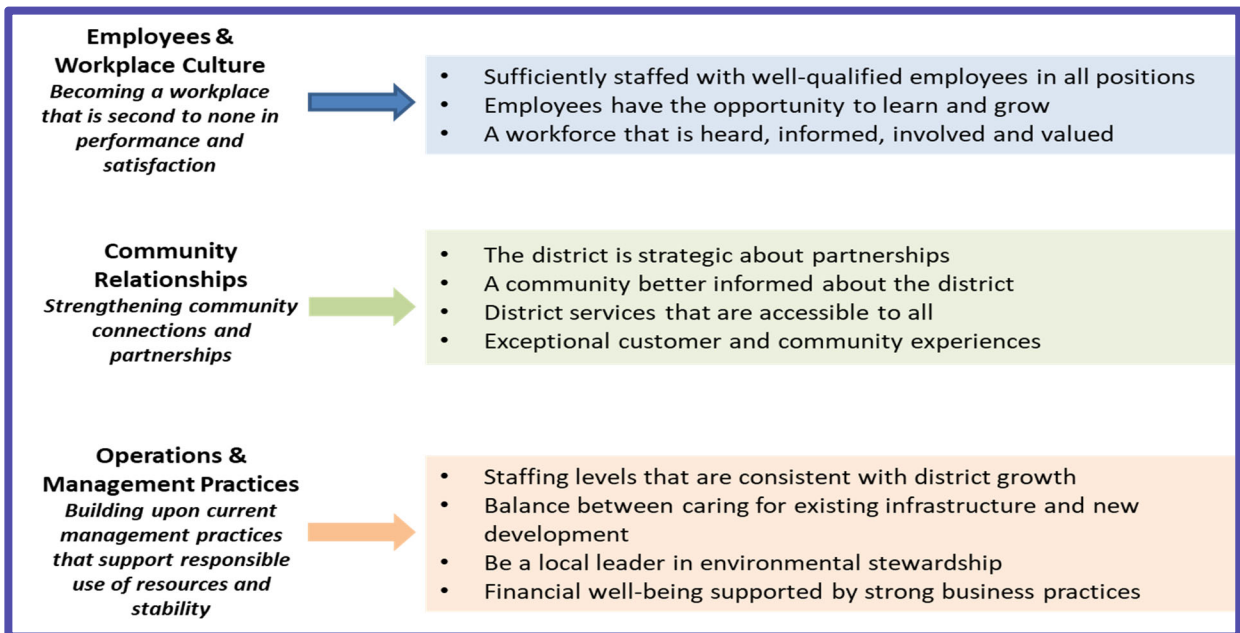 Employees &
Workplace Culture
Becoming a workplace
that is second to none in
performance and
satisfaction
• Sufficiently staffed with well-qualified employees in all positions
• Employees have the opportunity to learn and grow
• A workforce that is heard, informed, involved and valued
Community
Relationships
Strengthening community
connections and
partnerships
• The district is strategic about partnerships
• A community better informed about the district
• District services that are accessible to all
• Exceptional customer and community experiences
Operations &
Management Practices
Building upon current
management practices
that support responsible
use of resources and
stability
• Staffing levels that are consistent with district growth
• Balance between caring for existing infrastructure and new
development
• Be a local leader in environmental stewardship
• Financial well-being supported by strong business practices